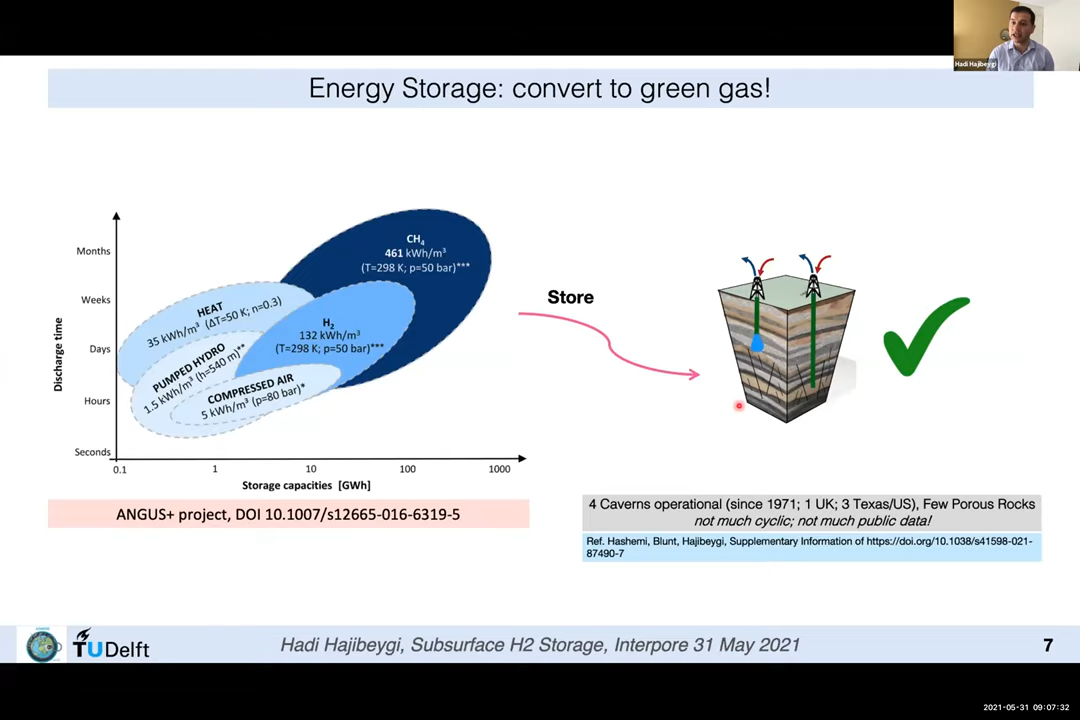 Hadi Hajibeygi
Energy Storage: convert to green gas!
Discharge time
Months
Weeks
Days
Hours
Seconds
CH₄
461 kWh/m³
(T=298 K; p=50 bar)***
HEAT
35 kWh/m³ (ΔT=50 K; n=0.3)
H₂
132 kWh/m³
(T=298 K; p=50 bar)***
PUMPED HYDRO
1.5 kWh/m³ (h=540 m)**
COMPRESSED AIR
5 kWh/m³ (p=80 bar)*
0.1 1 10 100 1000
Storage capacities [GWh]
Store
ANGUS+ project, DOI 10.1007/s12665-016-6319-5
4 Caverns operational (since 1971; 1 UK; 3 Texas/US), Few Porous Rocks
not much cyclic; not much public data!
Ref. Hashemi, Blunt, Hajibeygi, Supplementary Information of https://doi.org/10.1038/s41598-021-
87490-7
TUDelft
Hadi Hajibeygi, Subsurface H2 Storage, Interpore 31 May 2021
7
2021-05-31 09:07:32